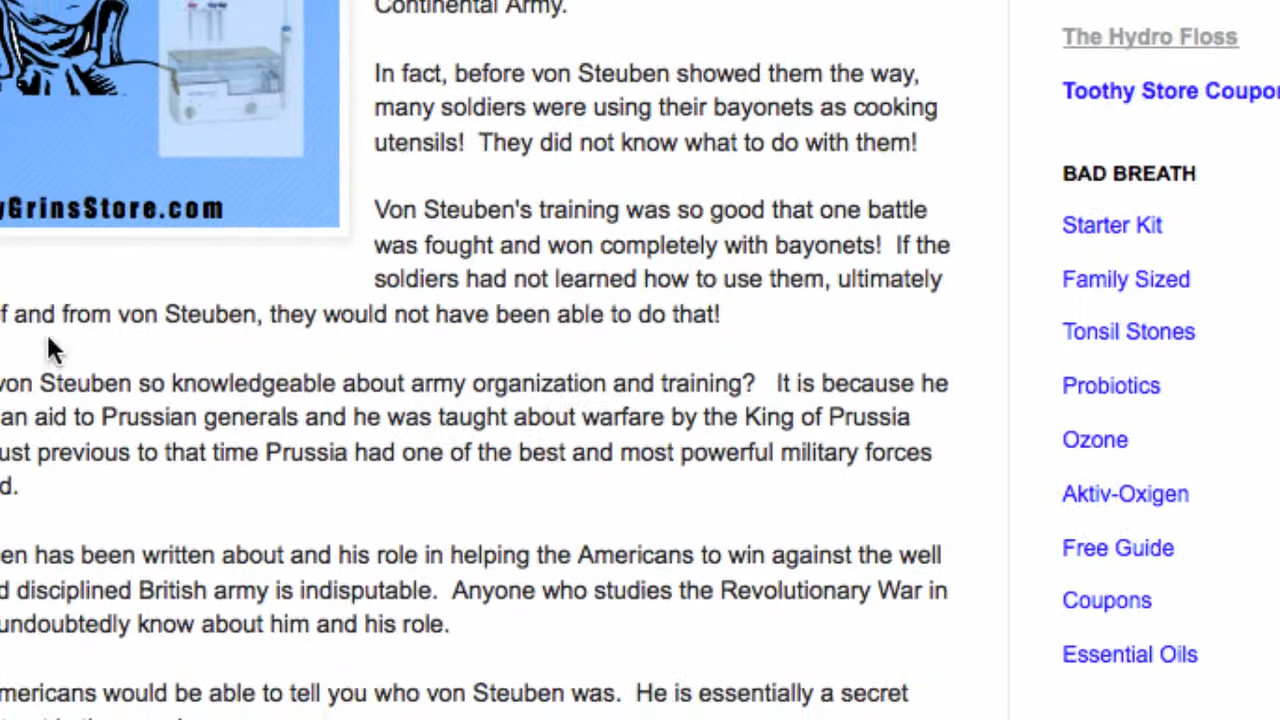 Continental Army.
In fact, before von Steuben showed them the way,
many soldiers were using their bayonets as cooking
utensils!  They did not know what to do with them!
Von Steuben's training was so good that one battle
was fought and won completely with bayonets!  If the
soldiers had not learned how to use them, ultimately
f and from von Steuben, they would not have been able to do that!
von Steuben so knowledgeable about army organization and training?   It is because he
an aid to Prussian generals and he was taught about warfare by the King of Prussia
ust previous to that time Prussia had one of the best and most powerful military forces
d.
en has been written about and his role in helping the Americans to win against the well
d disciplined British army is indisputable.  Anyone who studies the Revolutionary War in
undoubtedly know about him and his role.
mericans would be able to tell you who von Steuben was.  He is essentially a secret
yGrinsStore.com
The Hydro Floss
Toothy Store Coupon
BAD BREATH
Starter Kit
Family Sized
Tonsil Stones
Probiotics
Ozone
Aktiv-Oxigen
Free Guide
Coupons
Essential Oils